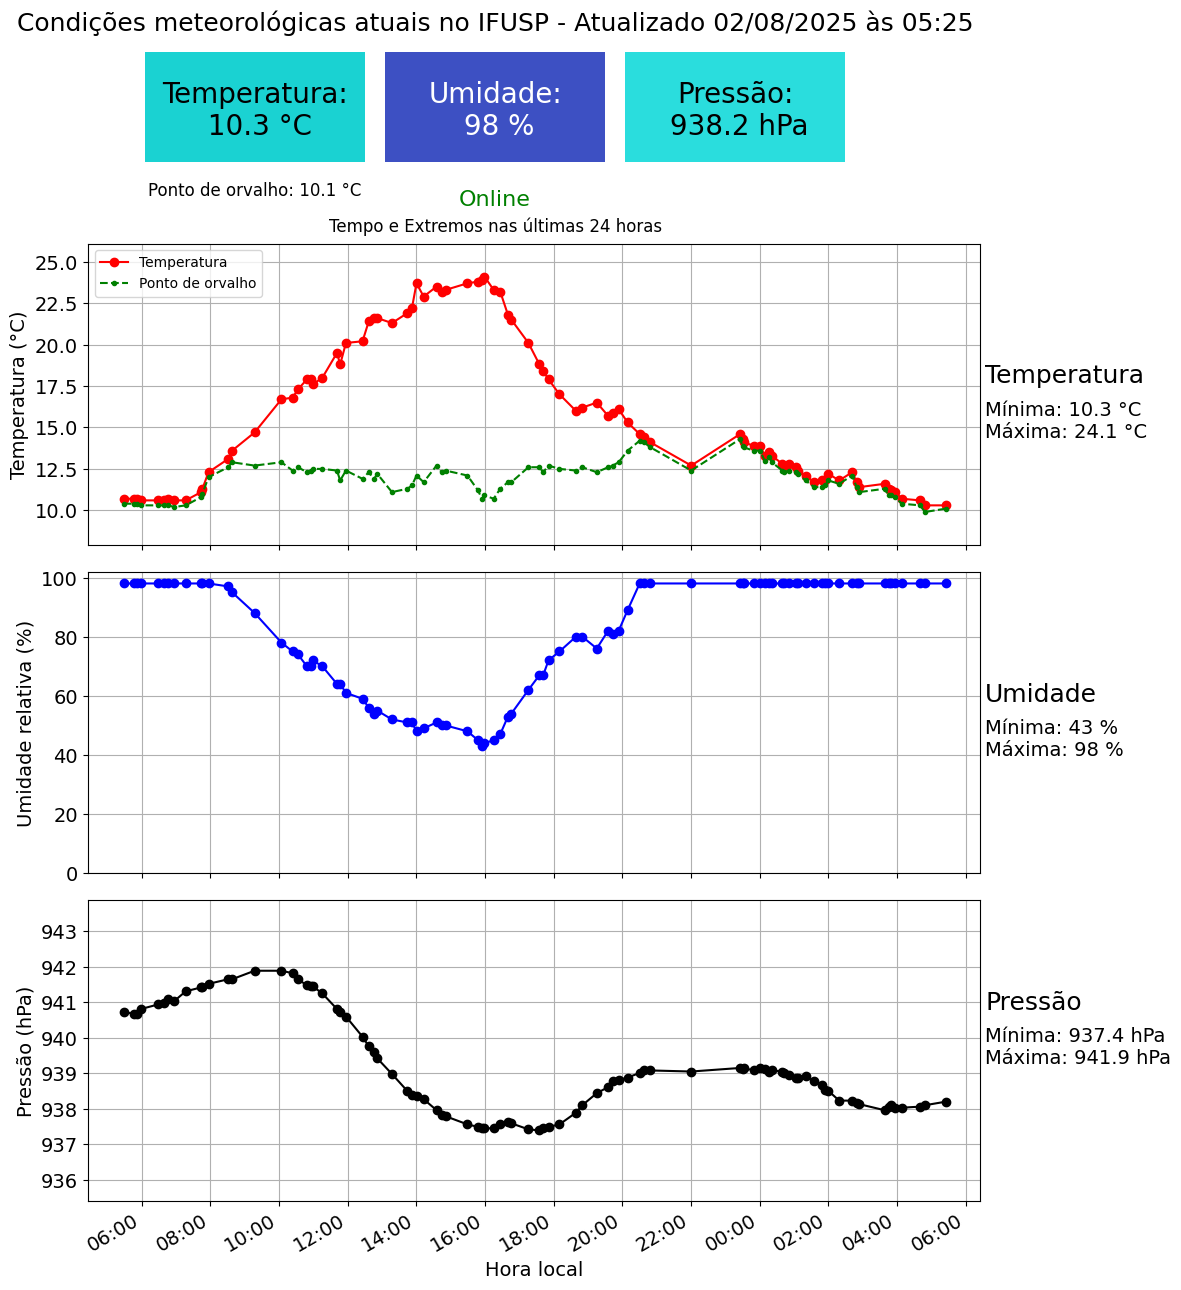 Condições meteorológicas atuais no IFUSP - Atualizado 02/08/2025 às 05:25
Temperatura:
10.3 °C
Umidade:
98 %
Pressão:
938.2 hPa
Ponto de orvalho: 10.1 °C
Online
Tempo e Extremos nas últimas 24 horas
Temperatura
Ponto de orvalho
Temperatura (°C)
25.0
22.5
20.0
17.5
15.0
12.5
10.0
Temperatura
Mínima: 10.3 °C
Máxima: 24.1 °C
Umidade relativa (%)
100
80
60
40
20
0
Umidade
Mínima: 43 %
Máxima: 98 %
Pressão (hPa)
943
942
941
940
939
938
937
936
Pressão
Mínima: 937.4 hPa
Máxima: 941.9 hPa
06:00 08:00 10:00 12:00 14:00 16:00 18:00 20:00 22:00 00:00 02:00 04:00 06:00
Hora local